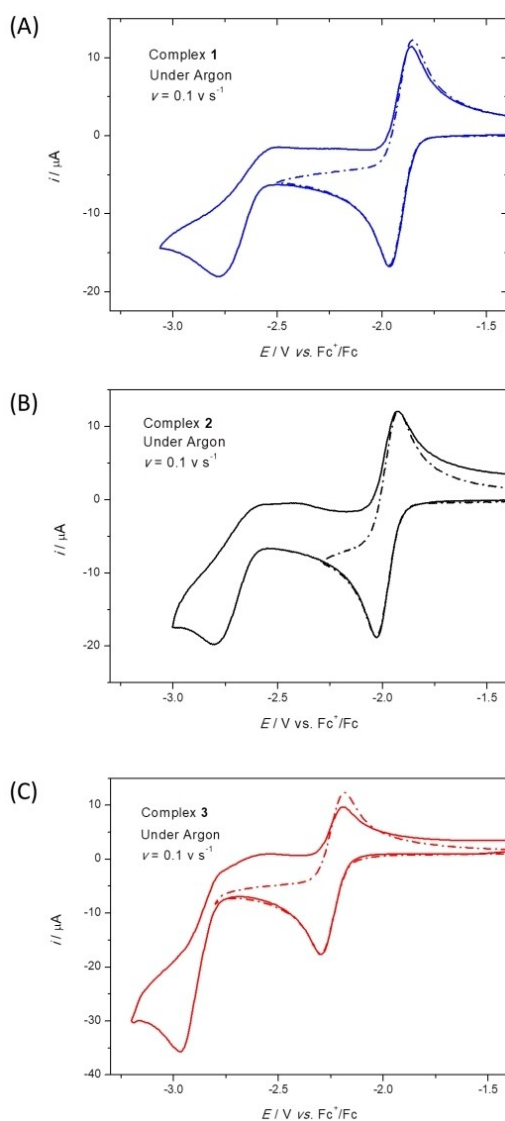 (A)
Complex 1
Under Argon
ν = 0.1 v s⁻¹
10
0
-10
-20
i / µA
-3.0
-2.5
-2.0
-1.5
E / V vs. Fc⁺/Fc
(B)
Complex 2
Under Argon
ν = 0.1 v s⁻¹
10
0
-10
-20
i / µA
-3.0
-2.5
-2.0
-1.5
E / V vs. Fc⁺/Fc
(C)
Complex 3
Under Argon
ν = 0.1 v s⁻¹
10
0
-10
-20
-30
-40
i / µA
-3.0
-2.5
-2.0
-1.5
E / V vs. Fc⁺/Fc